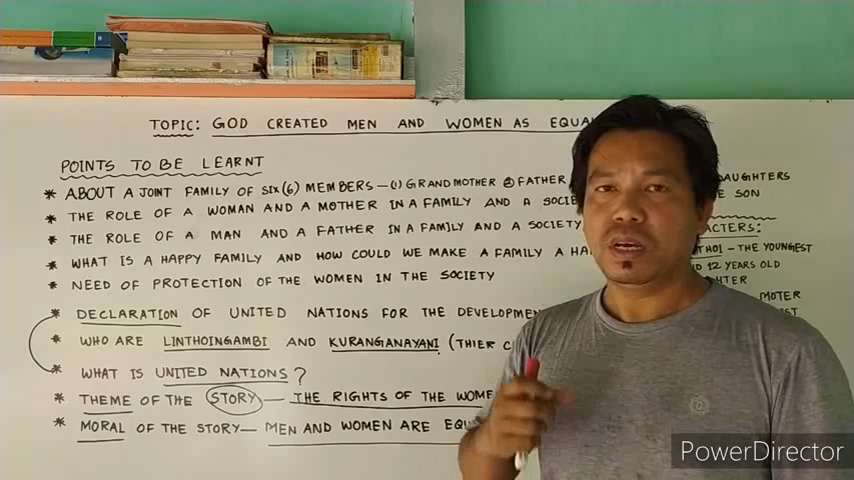 TOPIC: GOD CREATED MEN AND WOMEN AS EQUA
POINTS TO BE LEARNT
* ABOUT A JOINT FAMILY OF SIX(6) MEMBERS — (1) GRANDMOTHER (2) FATHER DAUGHTERS
SON
* THE ROLE OF A WOMAN AND A MOTHER IN A FAMILY AND A SOCIE
* THE ROLE OF A MAN AND A FATHER IN A FAMILY AND A SOCIETY ACTERS:
* WHAT IS A HAPPY FAMILY AND HOW COULD WE MAKE A FAMILY A HA THOI – THE YOUNGEST
12 YEARS OLD
* NEED OF PROTECTION OF THE WOMEN IN THE SOCIETY HTER
MOTER
* DECLARATION OF UNITED NATIONS FOR THE DEVELOPMEN
* WHO ARE LINTHOINGAMBI AND KURANGANAYANI (THIER C
* WHAT IS UNITED NATIONS?
* THEME OF THE STORY — THE RIGHTS OF THE WOME
* MORAL OF THE STORY — MEN AND WOMEN ARE EQU
PowerDirector